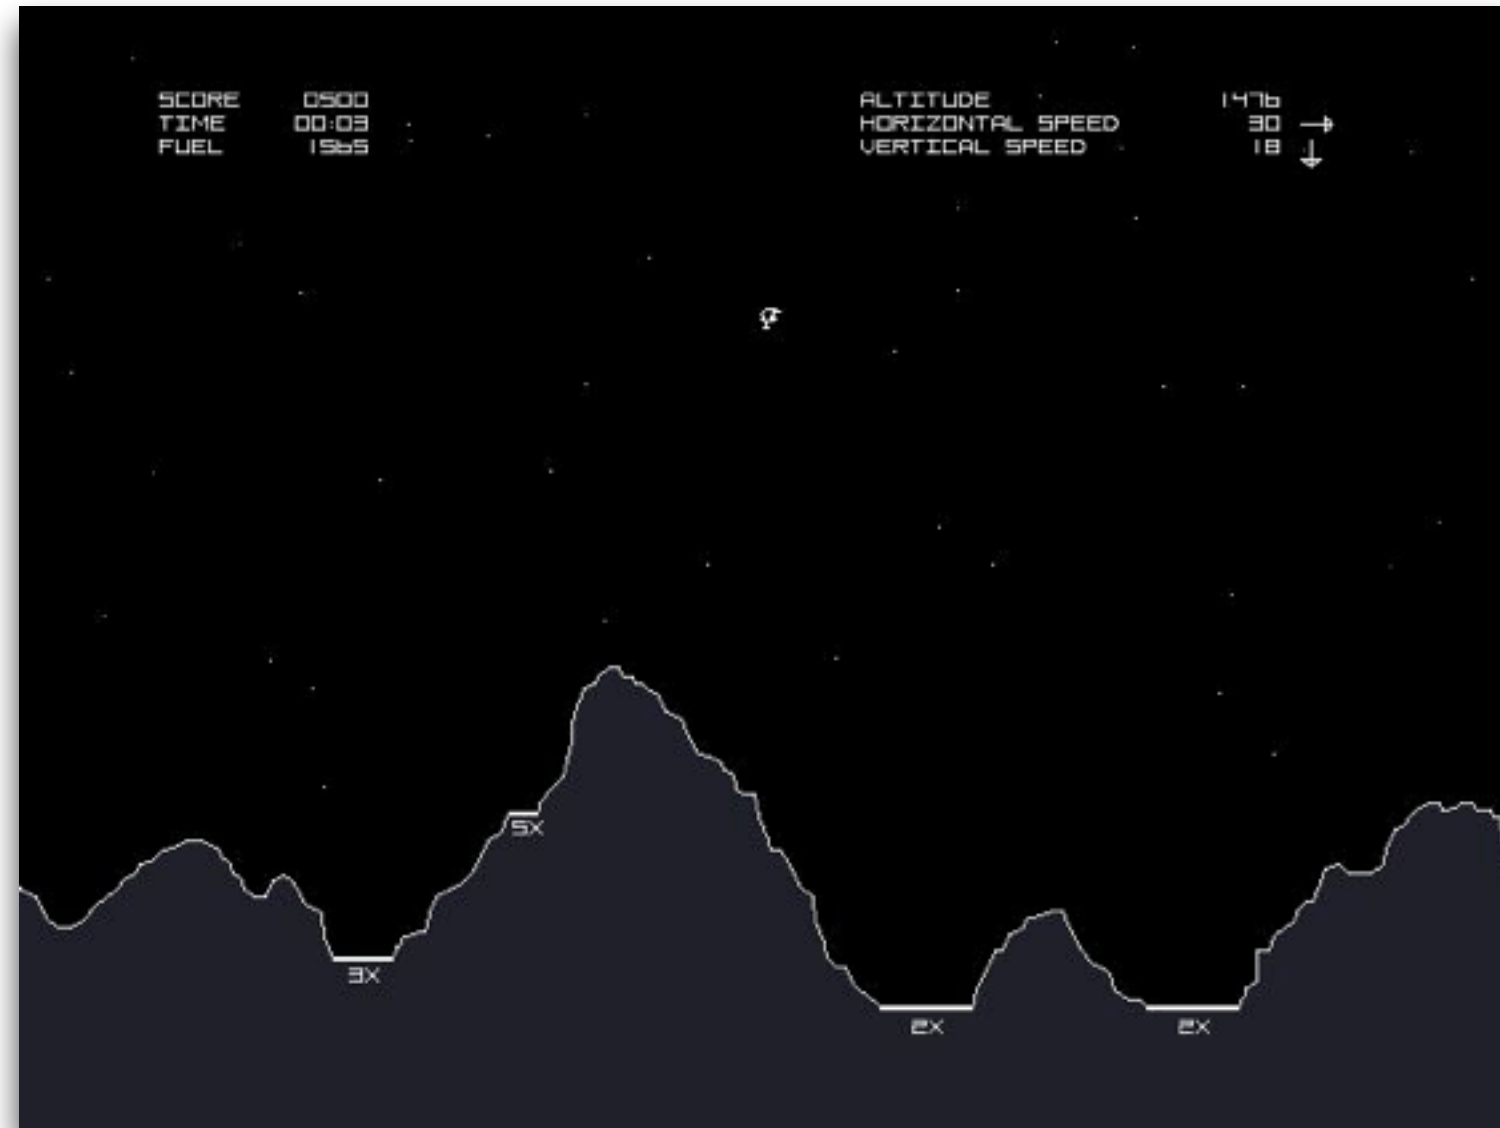 SCORE 0500
TIME 00:03
FUEL 1565
ALTITUDE 1476
HORIZONTAL SPEED 30
VERTICAL SPEED 18
5X
3X
2X
2X